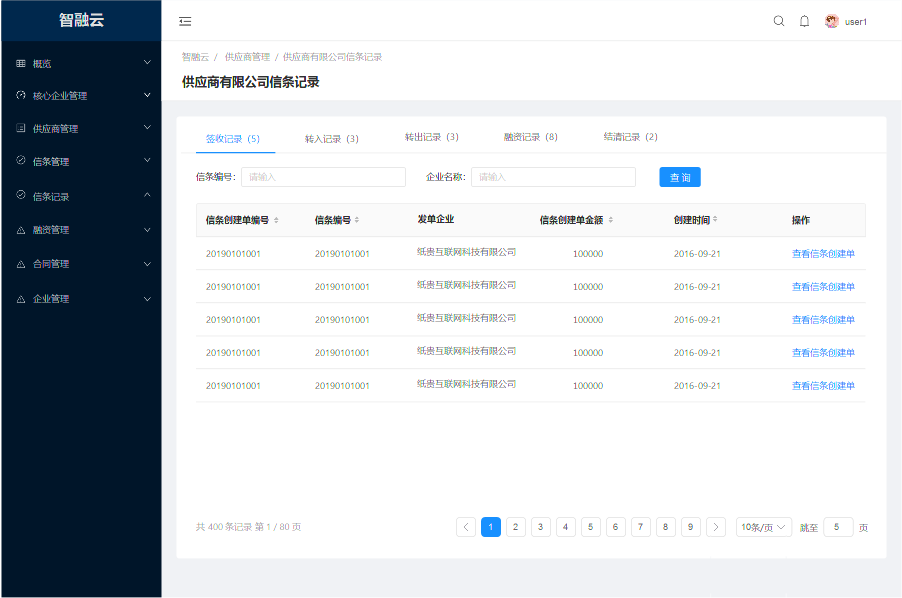 智融云
user1
概览
核心企业管理
供应商管理
信条管理
信条记录
融资管理
合同管理
企业管理
智融云 / 供应商管理 / 供应商有限公司信条记录
供应商有限公司信条记录
签收记录（5） 转入记录（3） 转出记录（3） 融资记录（8） 结清记录（2）
信条编号： 请输入 企业名称： 请输入 查 询
信条创建单编号 信条编号 发单企业 信条创建单金额 创建时间 操作
20190101001 20190101001 纸贵互联网科技有限公司 100000 2016-09-21 查看信条创建单
20190101001 20190101001 纸贵互联网科技有限公司 100000 2016-09-21 查看信条创建单
20190101001 20190101001 纸贵互联网科技有限公司 100000 2016-09-21 查看信条创建单
20190101001 20190101001 纸贵互联网科技有限公司 100000 2016-09-21 查看信条创建单
20190101001 20190101001 纸贵互联网科技有限公司 100000 2016-09-21 查看信条创建单
共 400 条记录 第 1 / 80 页 1 2 3 4 5 6 7 8 9 10条/页 跳至 5 页